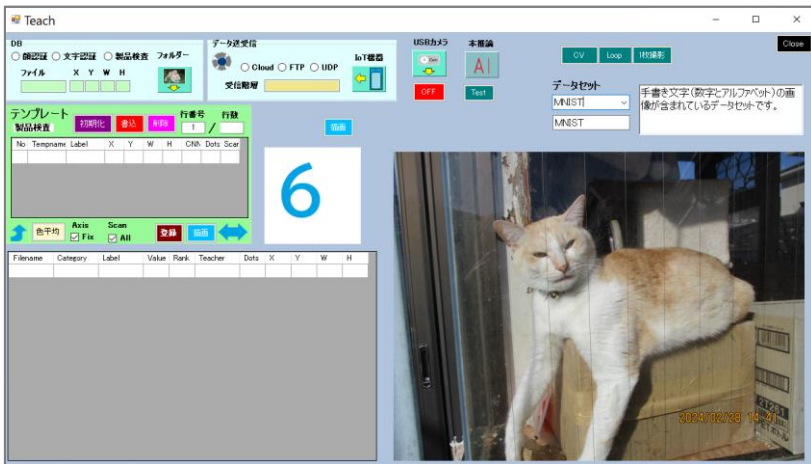 Teach
Close
DB
顔認証 文字認証 製品検査 フォルダー
ファイル X Y W H
データ送受信
Cloud FTP UDP
IoT機器
受信階層
USBカメラ
OFF
本推論
AI
Test
CV Loop 1枚撮影
データセット
MNIST
MNIST
手書き文字(数字とアルファベット)の画
像が含まれているデータセットです。
テンプレート
製品検査
初期化 書込 削除
行番号 行数
1 /
No Tempname Label X Y W H CNN Dots Scar
色平均
Axis
Fix
Scan
All
登録 描画
描画
6
Filename Category Label Value Rank Teacher Dots X Y W H
2024/02/28 14:41